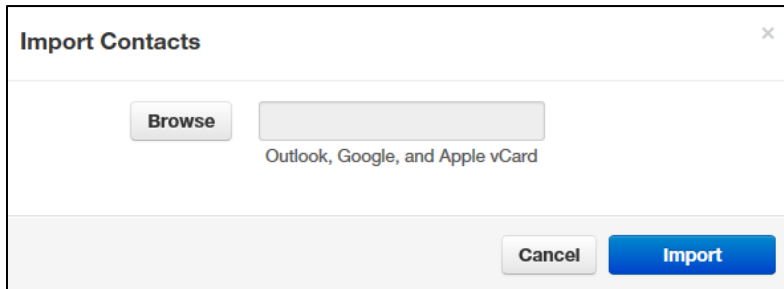 Import Contacts ×
Browse
Outlook, Google, and Apple vCard
Cancel Import